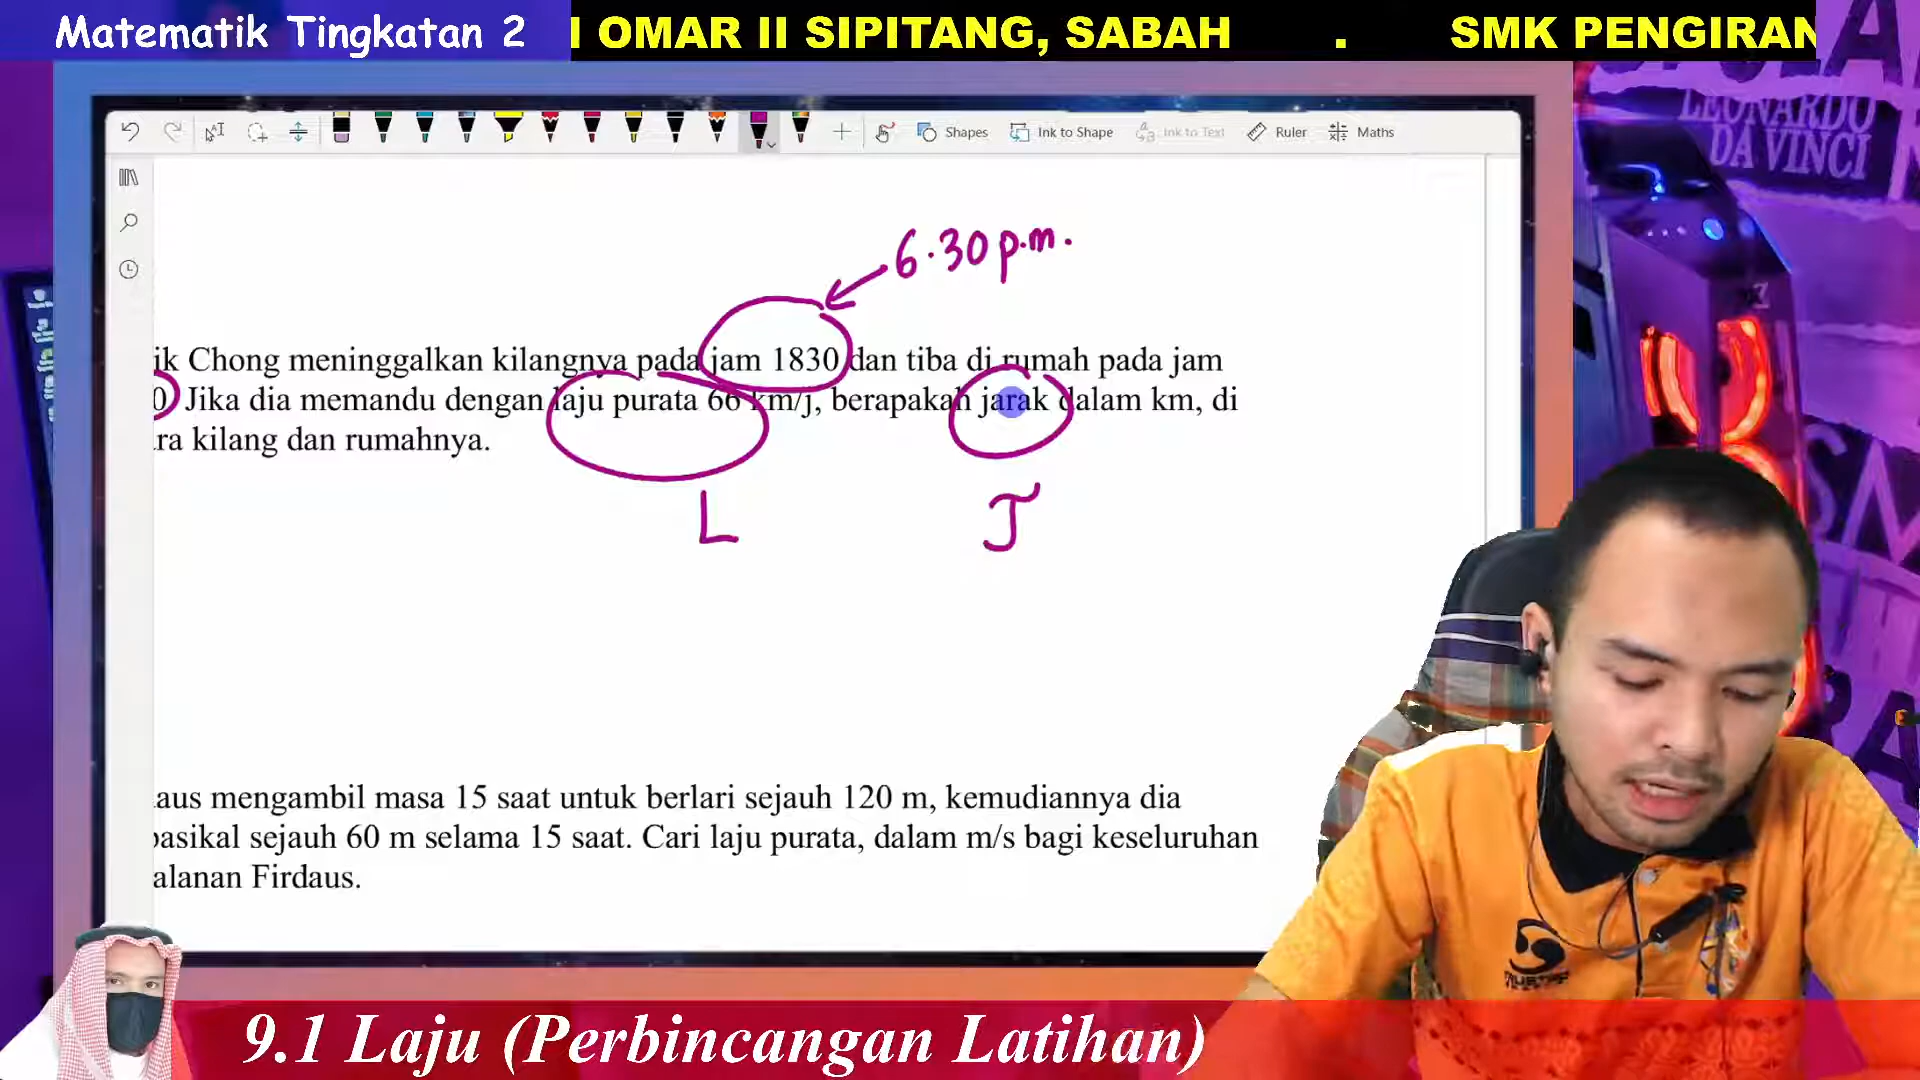 Matematik Tingkatan 2
I OMAR II SIPITANG, SABAH . SMK PENGIRAN
LEONARDO
DA VINCI
Shapes Ink to Shape Ink to Text Ruler Maths
6.30 p.m.
ik Chong meninggalkan kilangnya pada jam 1830 dan tiba di rumah pada jam
0 Jika dia memandu dengan laju purata 66 km/j, berapakah jarak dalam km, di
ra kilang dan rumahnya.
L J
aus mengambil masa 15 saat untuk berlari sejauh 120 m, kemudiannya dia
basikal sejauh 60 m selama 15 saat. Cari laju purata, dalam m/s bagi keseluruhan
alanan Firdaus.
9.1 Laju (Perbincangan Latihan)